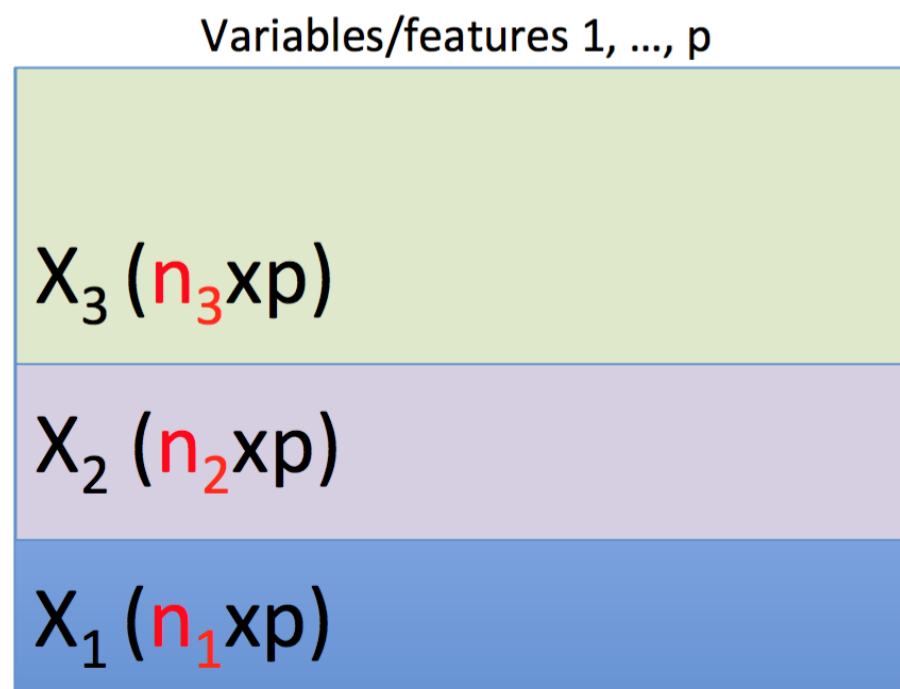 Variables/features 1, ..., p
X₃ (n₃xp)
X₂ (n₂xp)
X₁ (n₁xp)